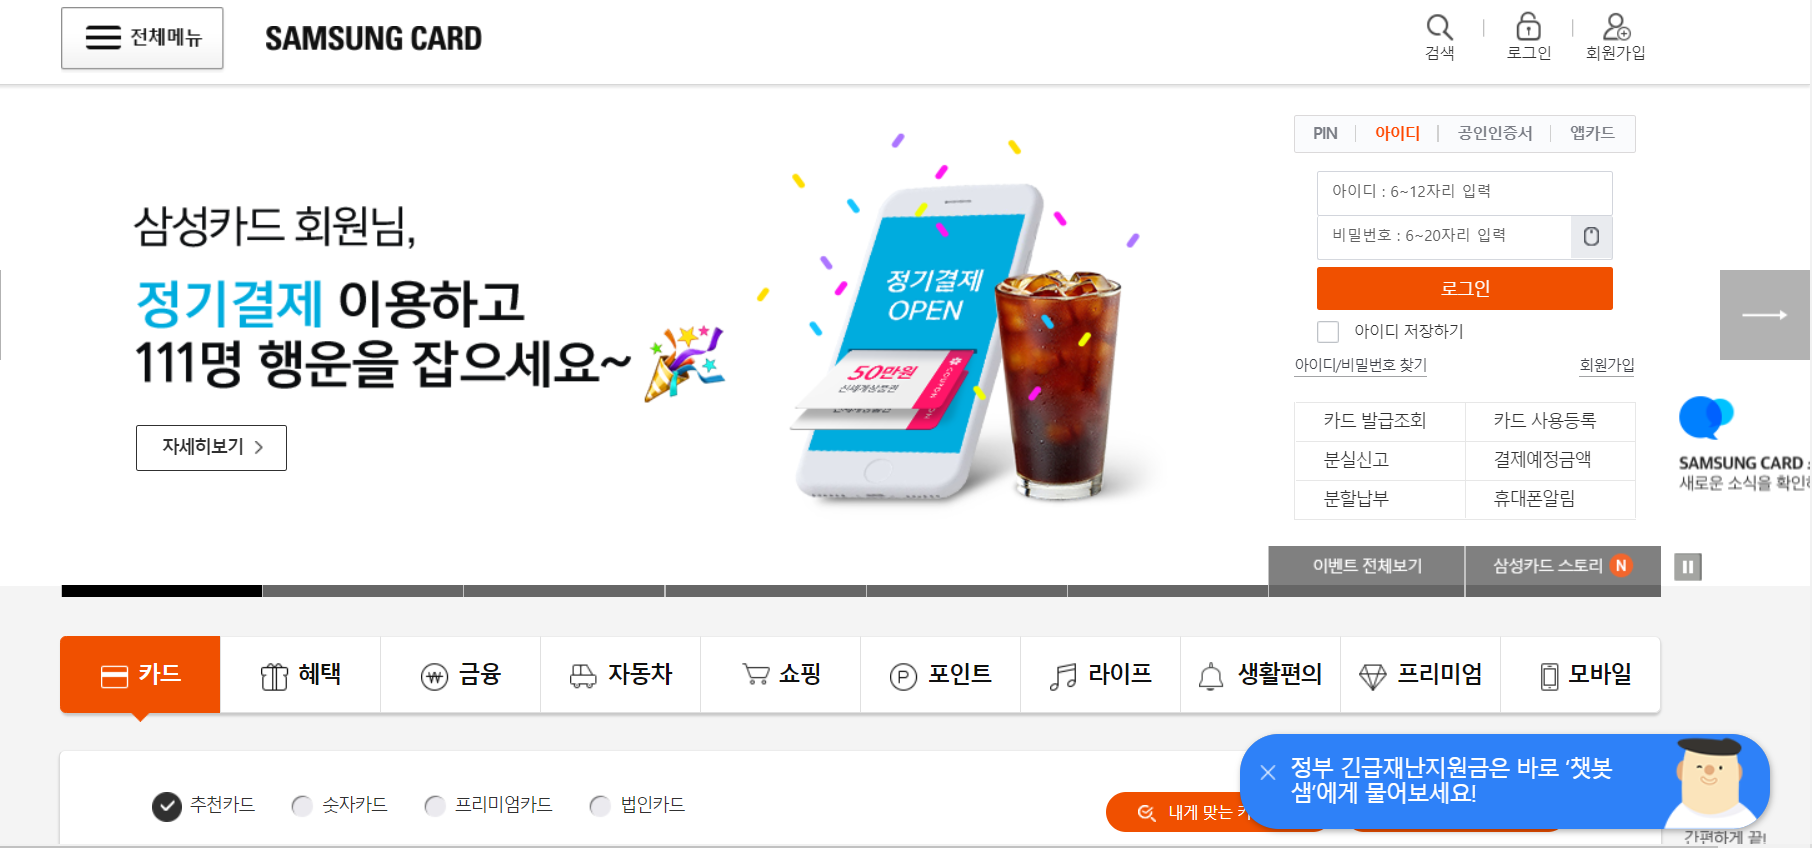 전체메뉴
SAMSUNG CARD
검색
로그인
회원가입
삼성카드 회원님,
정기결제 이용하고
111명 행운을 잡으세요~
자세히보기
정기결제
OPEN
50만원
신세계상품권
COUPON
PIN
아이디
공인인증서
앱카드
아이디 : 6~12자리 입력
비밀번호 : 6~20자리 입력
로그인
아이디 저장하기
아이디/비밀번호 찾기
회원가입
카드 발급조회
카드 사용등록
분실신고
결제예정금액
분할납부
휴대폰알림
SAMSUNG CARD
새로운 소식을
이벤트 전체보기
삼성카드 스토리 N
카드
혜택
금융
자동차
쇼핑
포인트
라이프
생활편의
프리미엄
모바일
추천카드
숫자카드
프리미엄카드
법인카드
내게 맞는
정부 긴급재난지원금은 바로 ‘챗봇
샘’에게 물어보세요!
간편하게 끝!